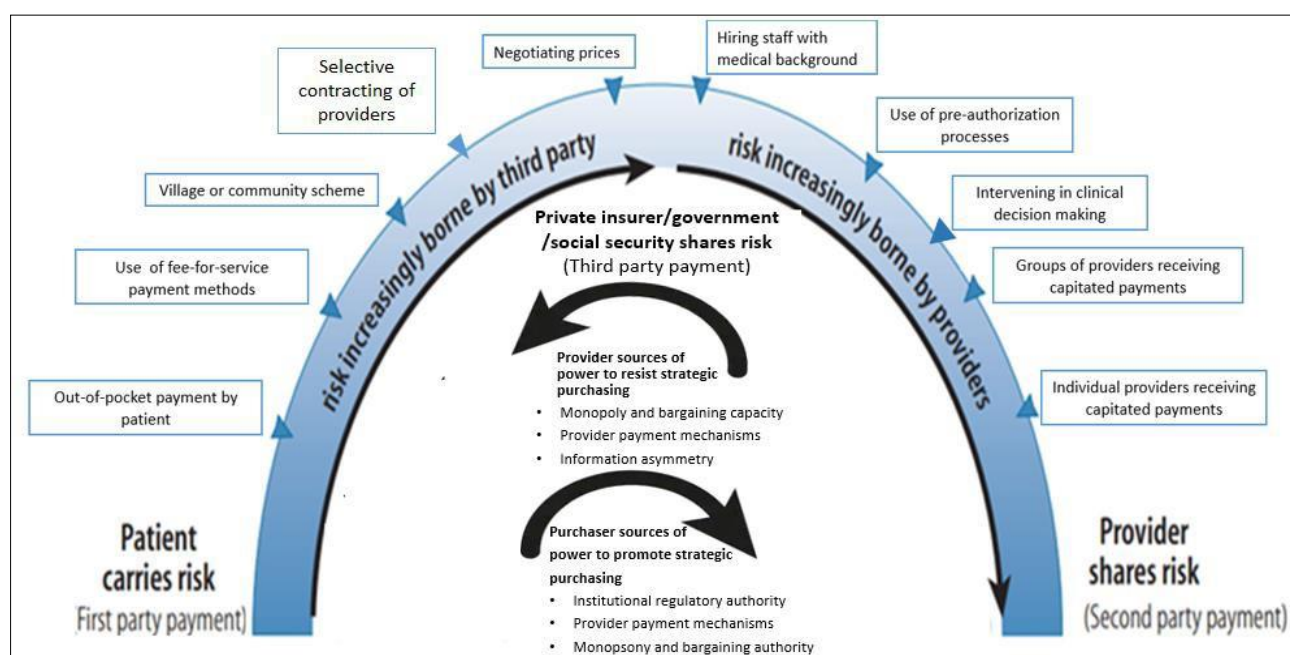 Negotiating prices
Hiring staff with
medical background
Selective
contracting of
providers
Use of pre-authorization
processes
Village or community scheme
Intervening in clinical
decision making
Use of fee-for-service
payment methods
Groups of providers receiving
capitated payments
Out-of-pocket payment by
patient
Individual providers receiving
capitated payments
risk increasingly borne by third party
risk increasingly borne by providers
Private insurer/government
/social security shares risk
(Third party payment)
Provider sources of
power to resist strategic
purchasing
• Monopoly and bargaining capacity
• Provider payment mechanisms
• Information asymmetry
Purchaser sources of
power to promote strategic
purchasing
• Institutional regulatory authority
• Provider payment mechanisms
• Monopsony and bargaining authority
Patient
carries risk
(First party payment)
Provider
shares risk
(Second party payment)